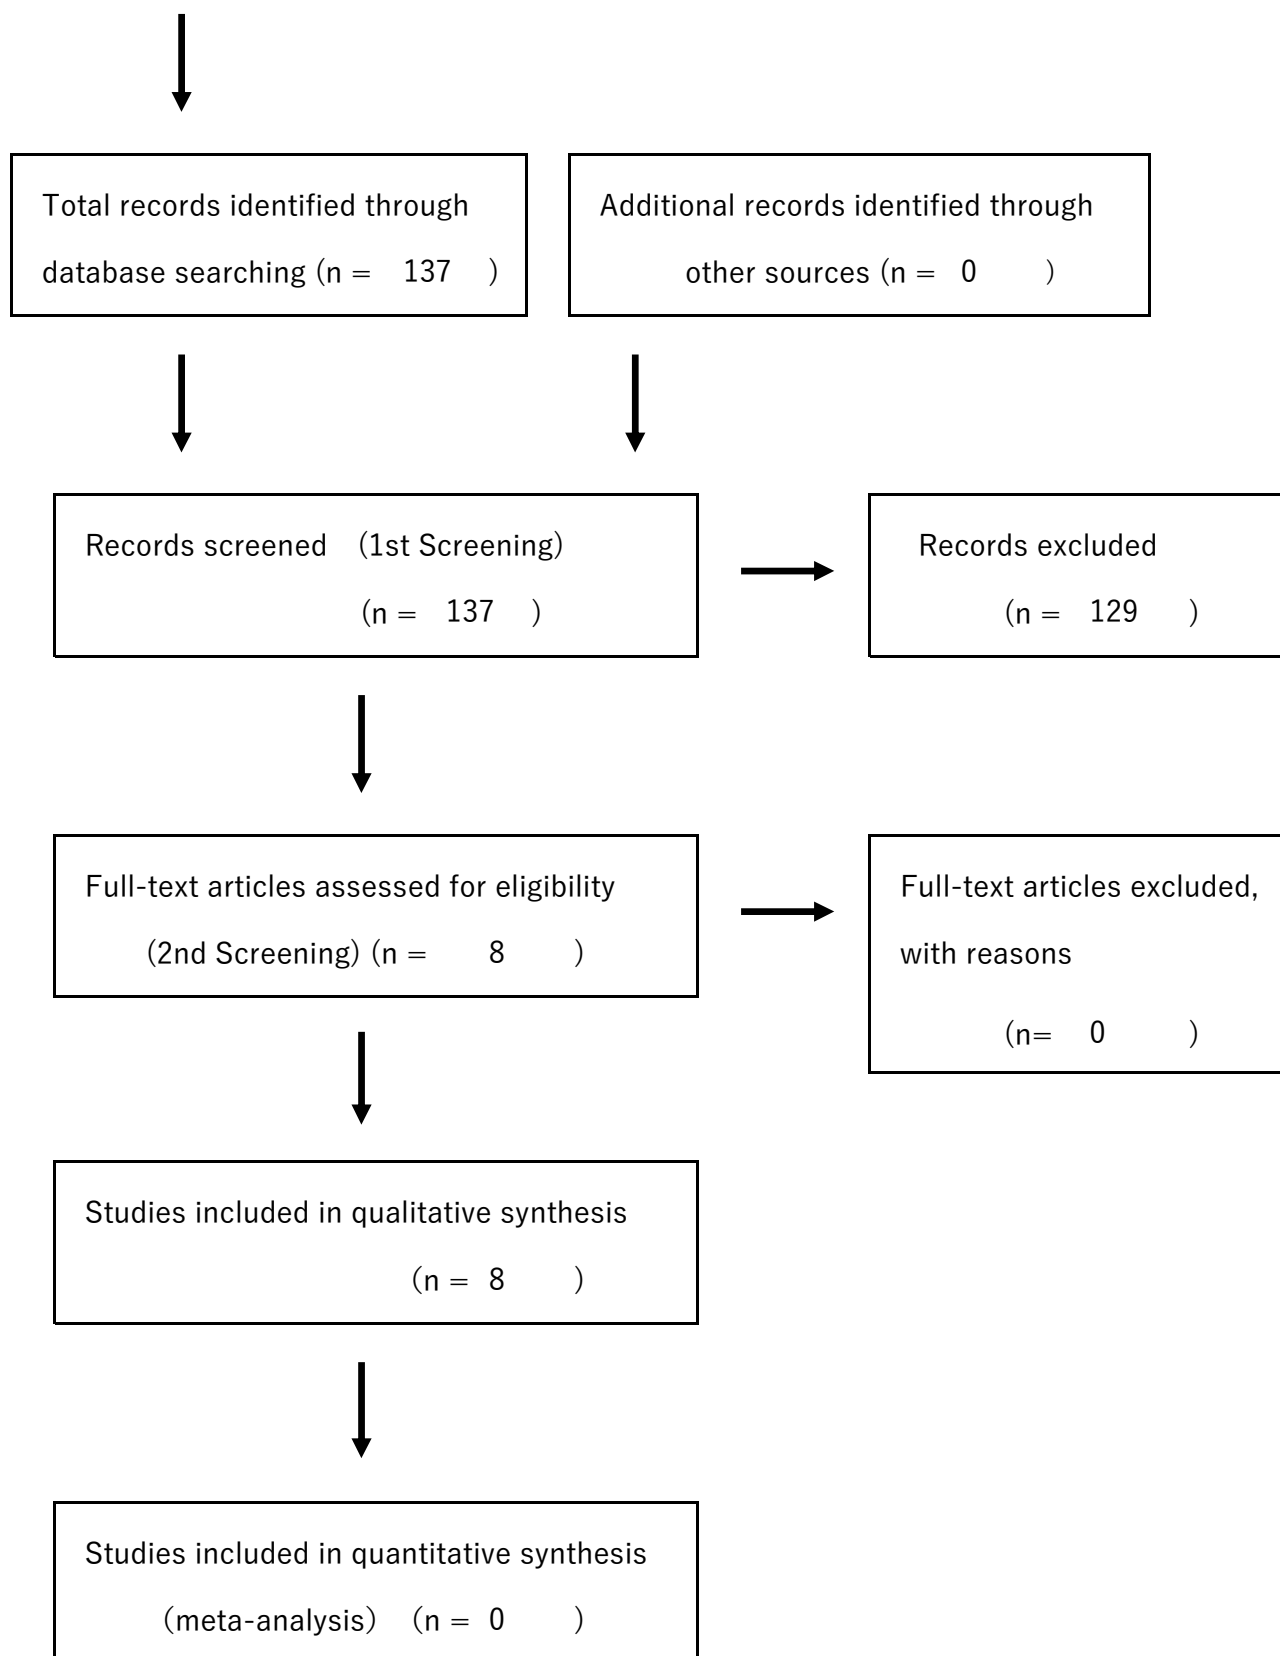 Total records identified through
database searching (n = 137 )
Additional records identified through
other sources (n = 0 )
Records screened (1st Screening)
(n = 137 )
Records excluded
(n = 129 )
Full-text articles assessed for eligibility
(2nd Screening) (n = 8 )
Full-text articles excluded,
with reasons
(n= 0 )
Studies included in qualitative synthesis
(n = 8 )
Studies included in quantitative synthesis
(meta-analysis) (n = 0 )